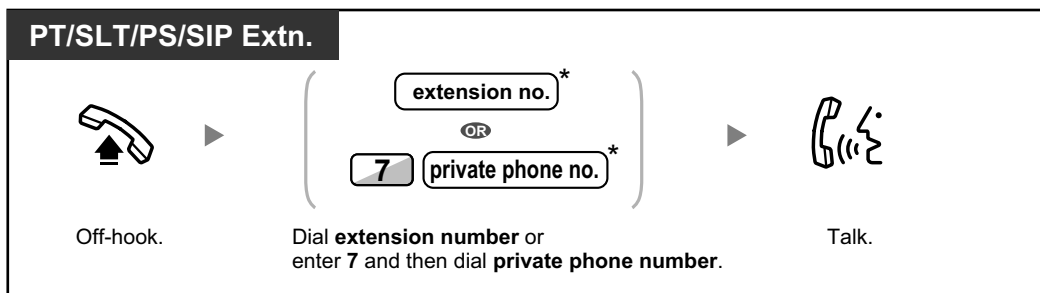 PT/SLT/PS/SIP Extn.
extension no.*
OR
7 private phone no.*
Off-hook.
Dial extension number or
enter 7 and then dial private phone number.
Talk.